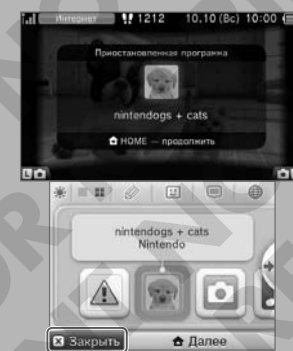 Интернет 1212 10.10 (Вс) 10:00
Приостановленная программа
nintendogs + cats
HOME — продолжить
L R
nintendogs + cats
Nintendo
X Закрыть Далее